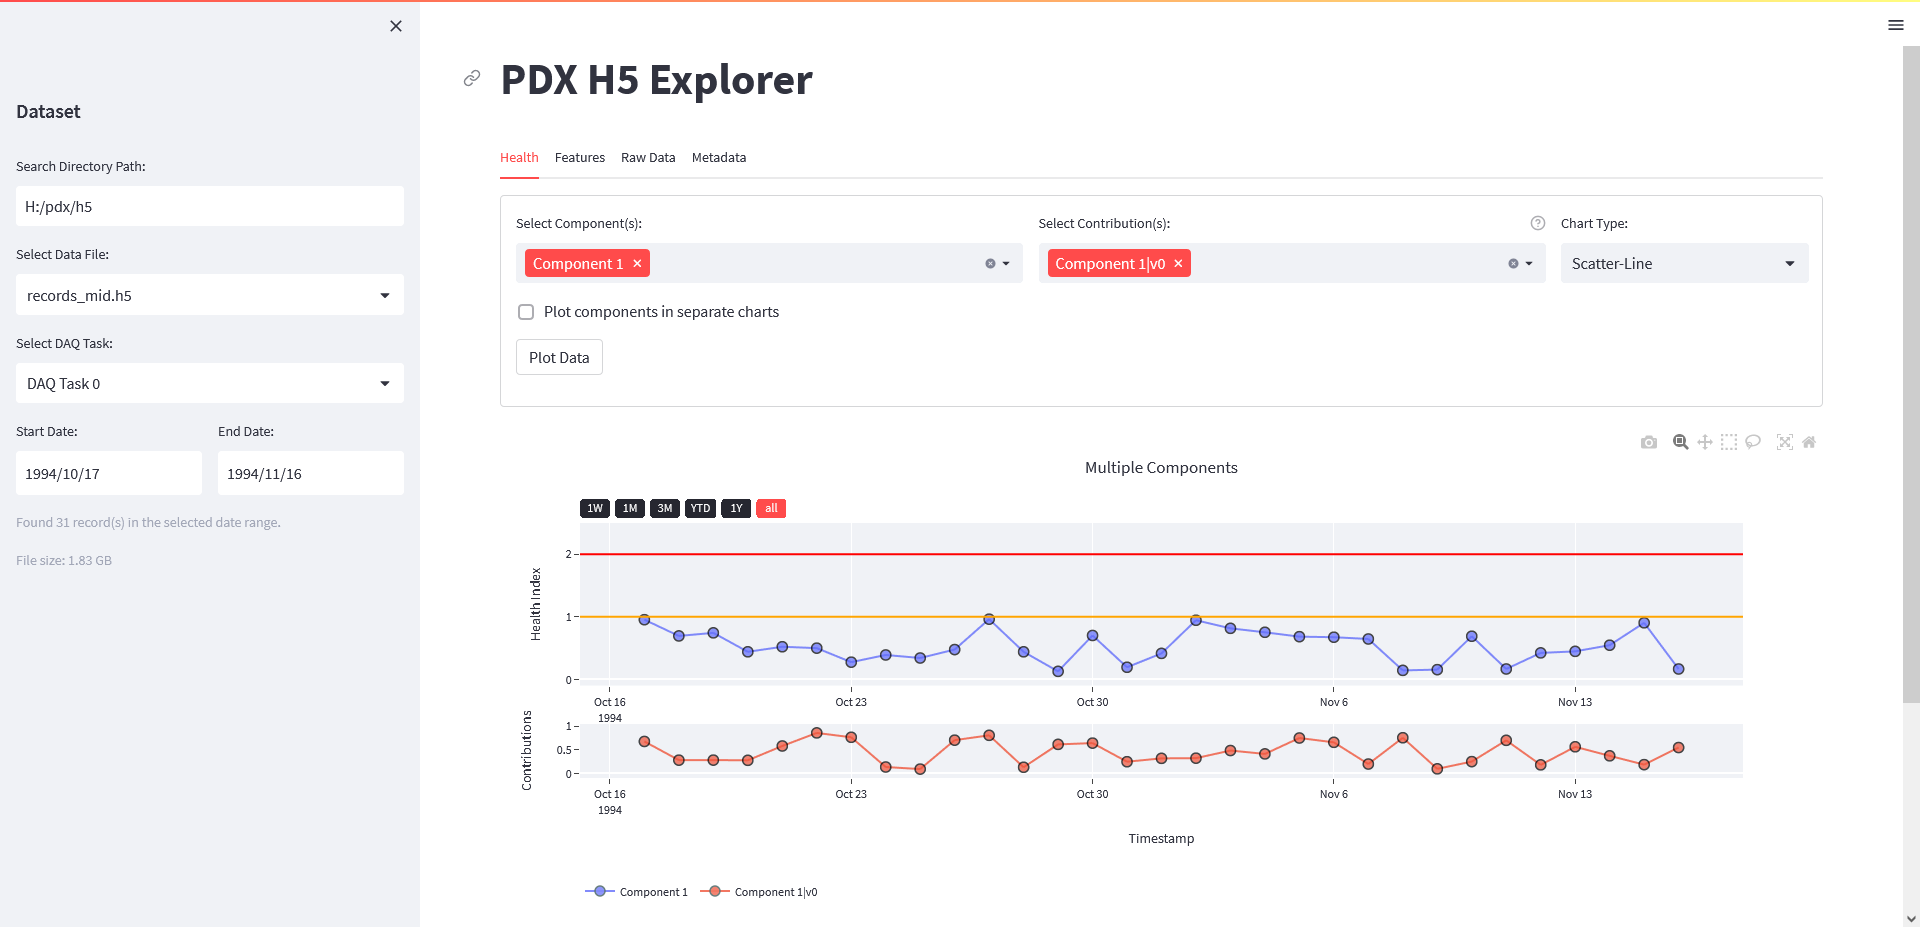 Dataset
Search Directory Path:
H:/pdx/h5
Select Data File:
records_mid.h5
Select DAQ Task:
DAQ Task 0
Start Date: End Date:
1994/10/17 1994/11/16
Found 31 record(s) in the selected date range.
File size: 1.83 GB
PDX H5 Explorer
Health Features Raw Data Metadata
Select Component(s): Select Contribution(s): Chart Type:
Component 1 Component 1|v0 Scatter-Line
Plot components in separate charts
Plot Data
Multiple Components
1W 1M 3M YTD 1Y all
Health Index
2
1
0
Oct 16 Oct 23 Oct 30 Nov 6 Nov 13
1994
Contributions
1
0.5
0
Oct 16 Oct 23 Oct 30 Nov 6 Nov 13
1994
Timestamp
Component 1 Component 1|v0